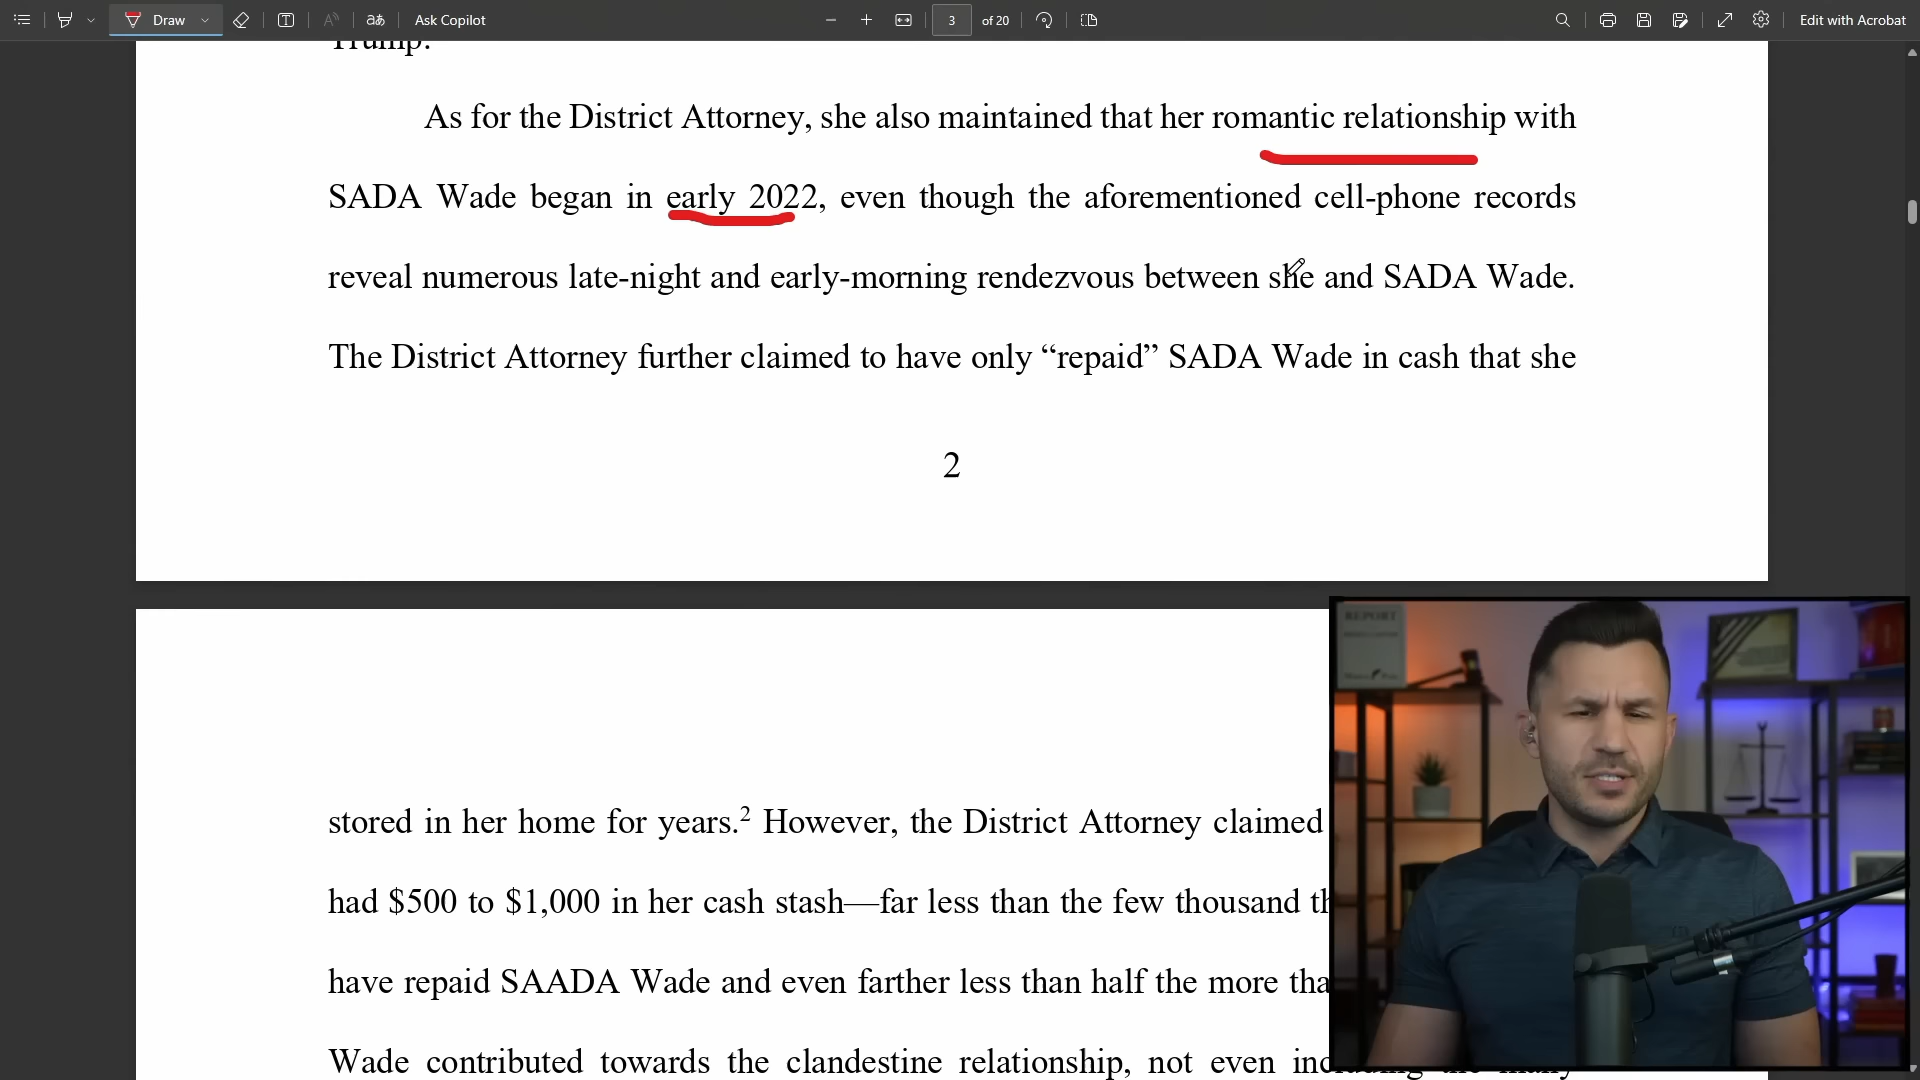 Draw
Ask Copilot
3
of 20
Edit with Acrobat
Trump.
As for the District Attorney, she also maintained that her romantic relationship with
SADA Wade began in early 2022, even though the aforementioned cell-phone records
reveal numerous late-night and early-morning rendezvous between she and SADA Wade.
The District Attorney further claimed to have only “repaid” SADA Wade in cash that she
2
stored in her home for years.2 However, the District Attorney claimed
had $500 to $1,000 in her cash stash—far less than the few thousand
have repaid SAADA Wade and even farther less than half the more
Wade contributed towards the clandestine relationship, not even including the many
REPORT